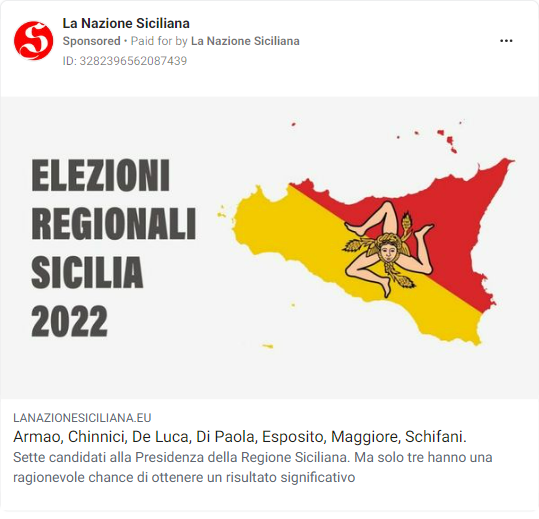 La Nazione Siciliana
Sponsored • Paid for by La Nazione Siciliana
ID: 3282396562087439
ELEZIONI
REGIONALI
SICILIA
2022
LANAZIONESICILIANA.EU
Armao, Chinnici, De Luca, Di Paola, Esposito, Maggiore, Schifani.
Sette candidati alla Presidenza della Regione Siciliana. Ma solo tre hanno una
ragionevole chance di ottenere un risultato significativo